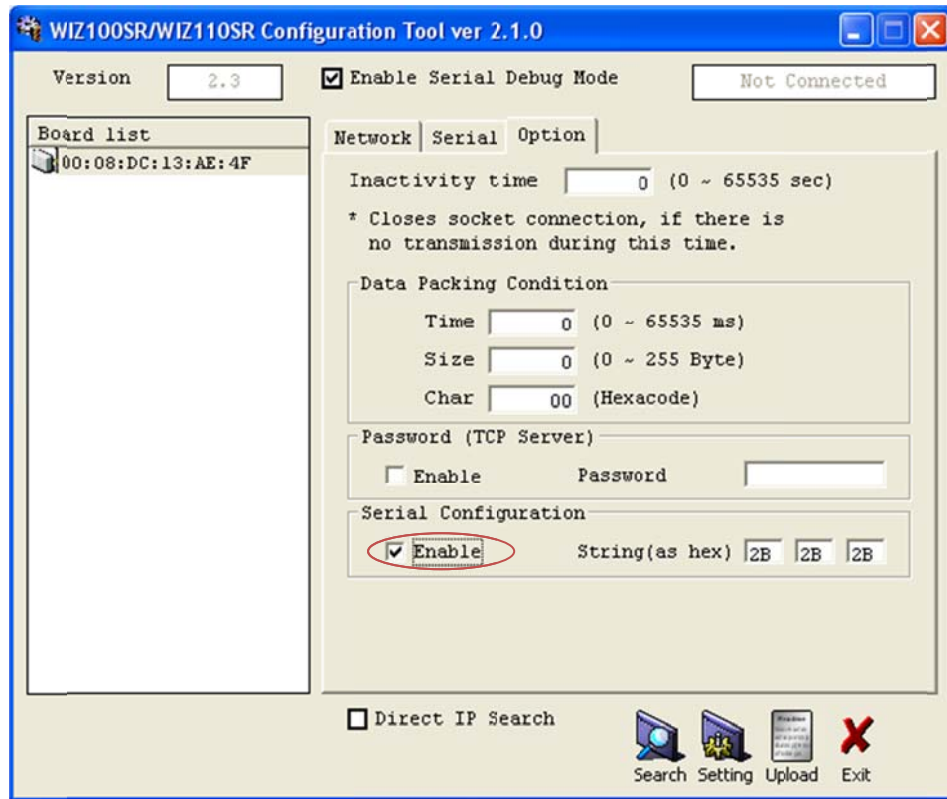 WIZ100SR/WIZ110SR Configuration Tool ver 2.1.0
Version 2.3 Enable Serial Debug Mode Not Connected
Board list
00:08:DC:13:AE:4F
Network Serial Option
Inactivity time 0 (0 ~ 65535 sec)
* Closes socket connection, if there is
no transmission during this time.
Data Packing Condition
Time 0 (0 ~ 65535 ms)
Size 0 (0 ~ 255 Byte)
Char 00 (Hexacode)
Password (TCP Server)
Enable Password
Serial Configuration
Enable String(as hex) 2B 2B 2B
Direct IP Search
Search Setting Upload Exit